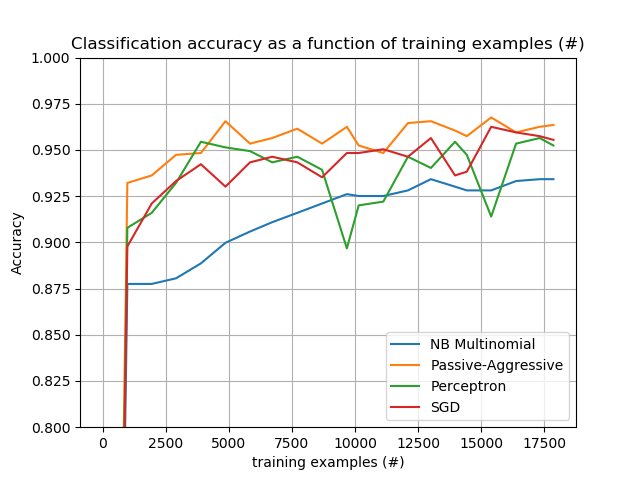 Classification accuracy as a function of training examples (#)
1.000
0.975
0.950
0.925
0.900
0.875
0.850
0.825
0.800
Accuracy
NB Multinomial
Passive-Aggressive
Perceptron
SGD
0 2500 5000 7500 10000 12500 15000 17500
training examples (#)